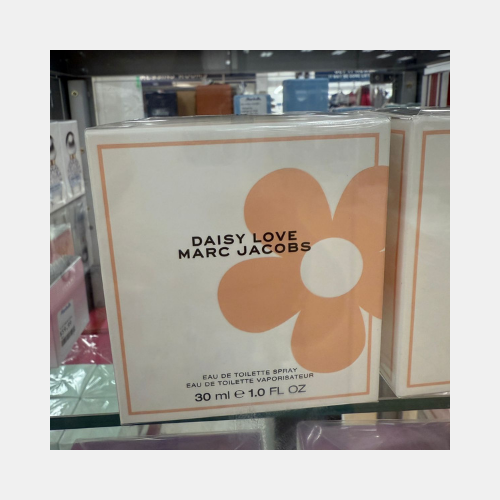 DAISY LOVE
MARC JACOBS
EAU DE TOILETTE SPRAY
EAU DE TOILETTE VAPORISATEUR
30 ml ℮ 1.0 FL OZ